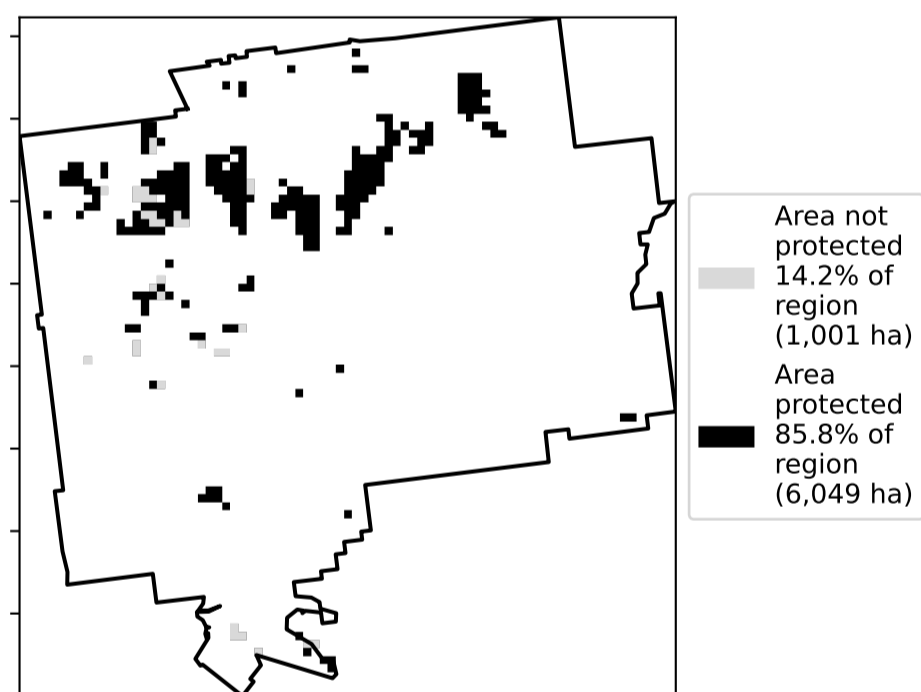 Area not
protected
14.2% of
region
(1,001 ha)
Area
protected
85.8% of
region
(6,049 ha)